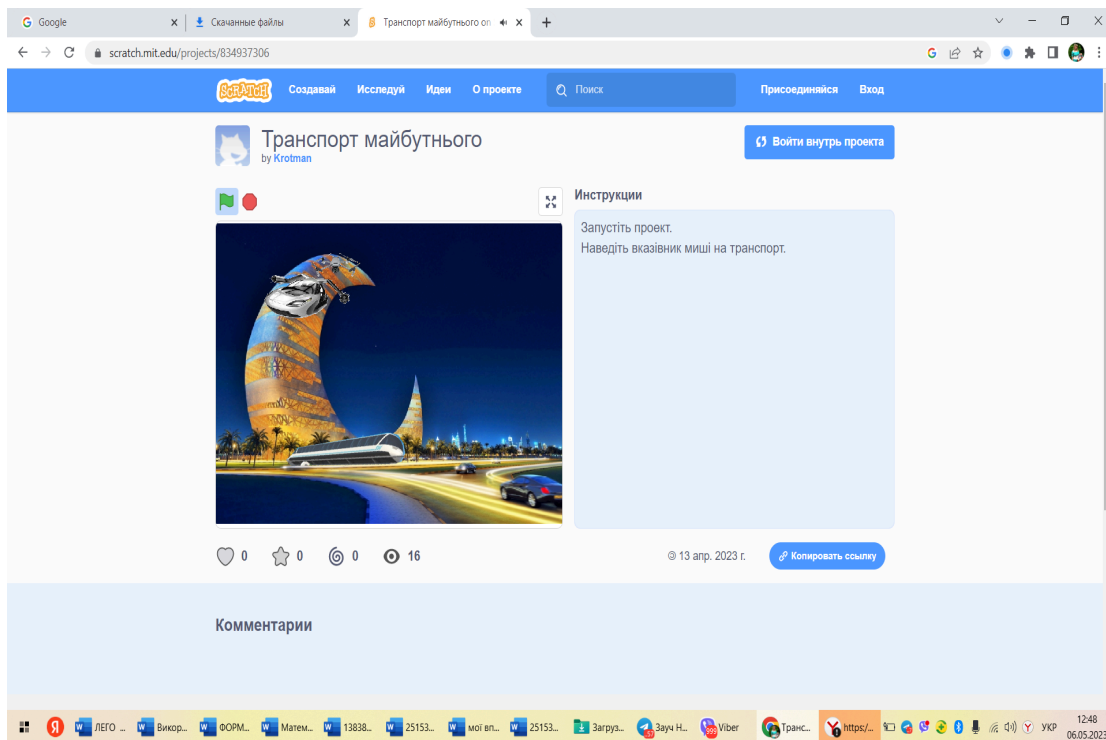 Google
Скачанные файлы
Транспорт майбутнього on
scratch.mit.edu/projects/834937306
SCRATCH
Создавай
Исследуй
Идеи
О проекте
Поиск
Присоединяйся
Вход
Транспорт майбутнього
by Krotman
Войти внутрь проекта
Инструкции
Запустіть проект.
Наведіть вказівник миші на транспорт.
0
0
0
16
© 13 апр. 2023 г.
Копировать ссылку
Комментарии
ЛЕГО ...
Викор...
ФОРМ...
Матем...
13838...
25153...
мої вп...
25153...
Загруз...
Зауч Н...
Viber
Транс...
https:/...
УКР
12:48
06.05.2023